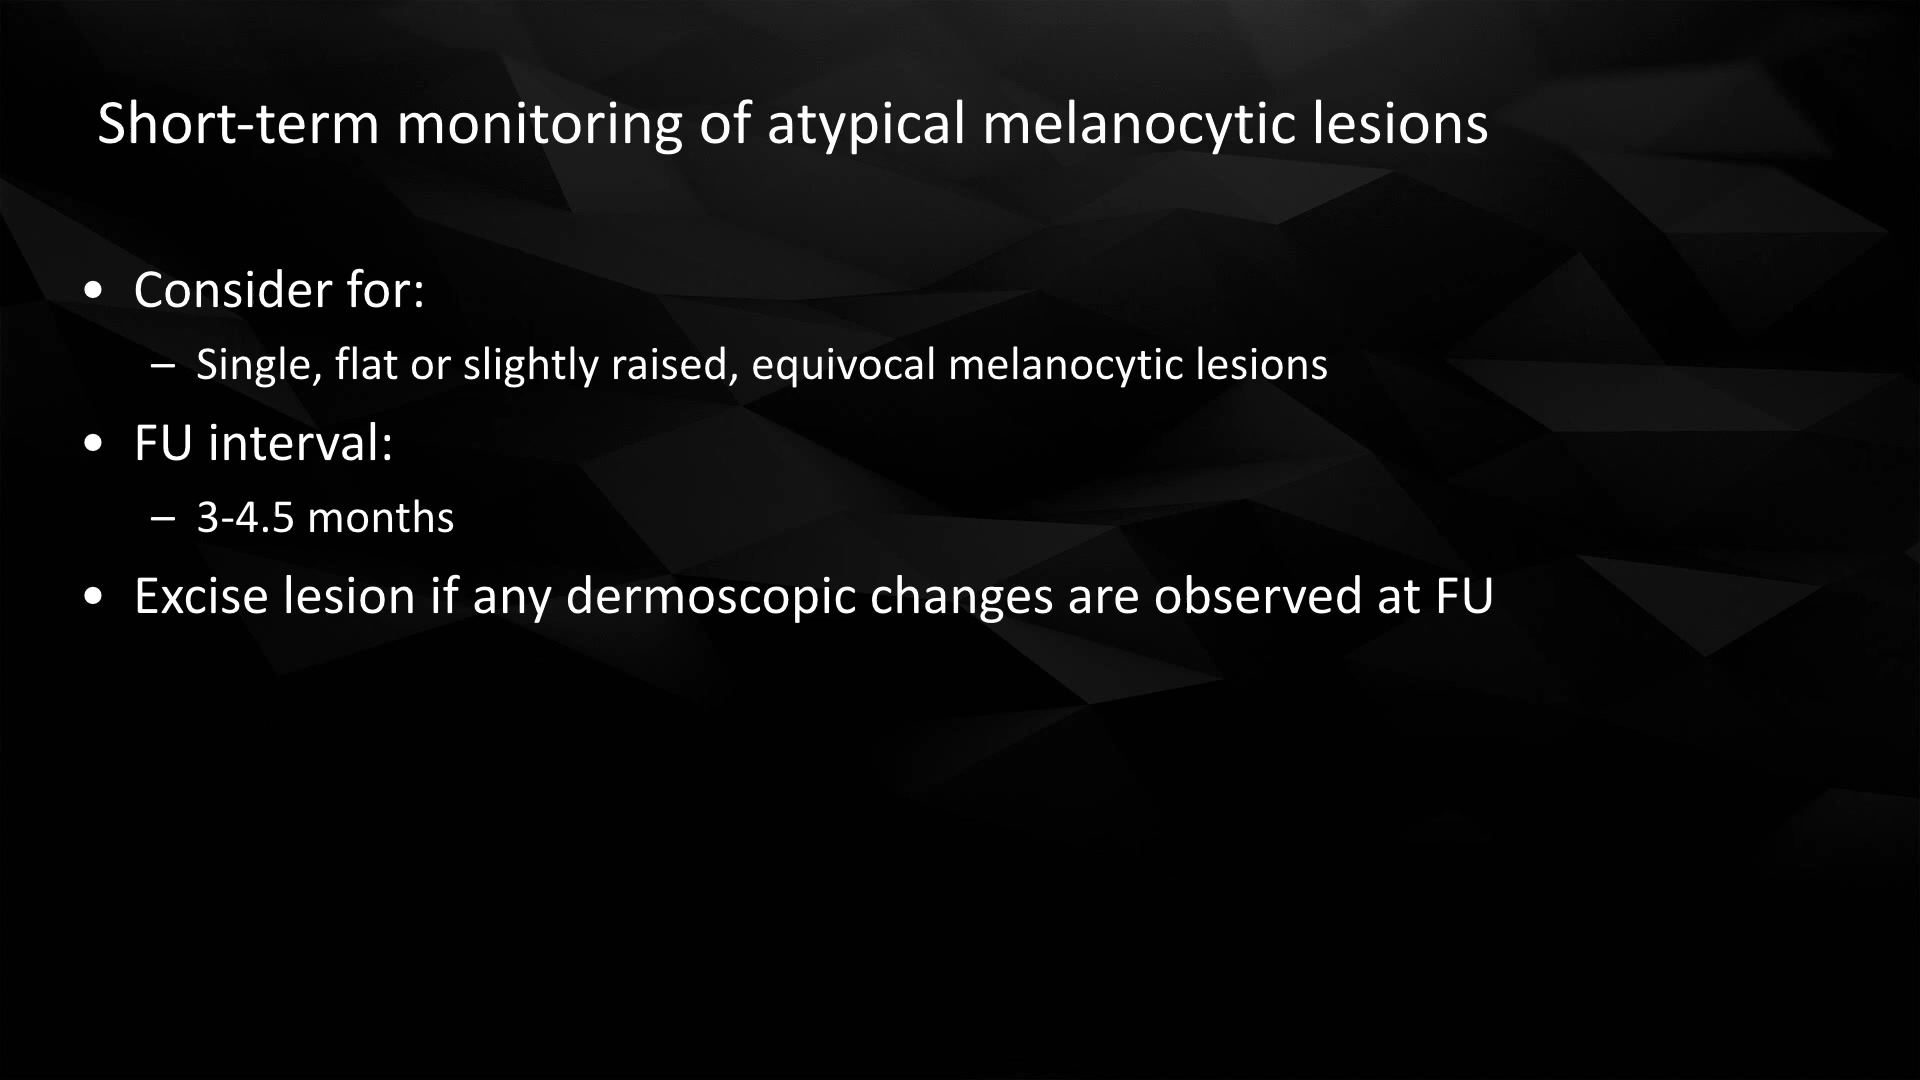 Short-term monitoring of atypical melanocytic lesions
• Consider for:
– Single, flat or slightly raised, equivocal melanocytic lesions
• FU interval:
– 3-4.5 months
• Excise lesion if any dermoscopic changes are observed at FU